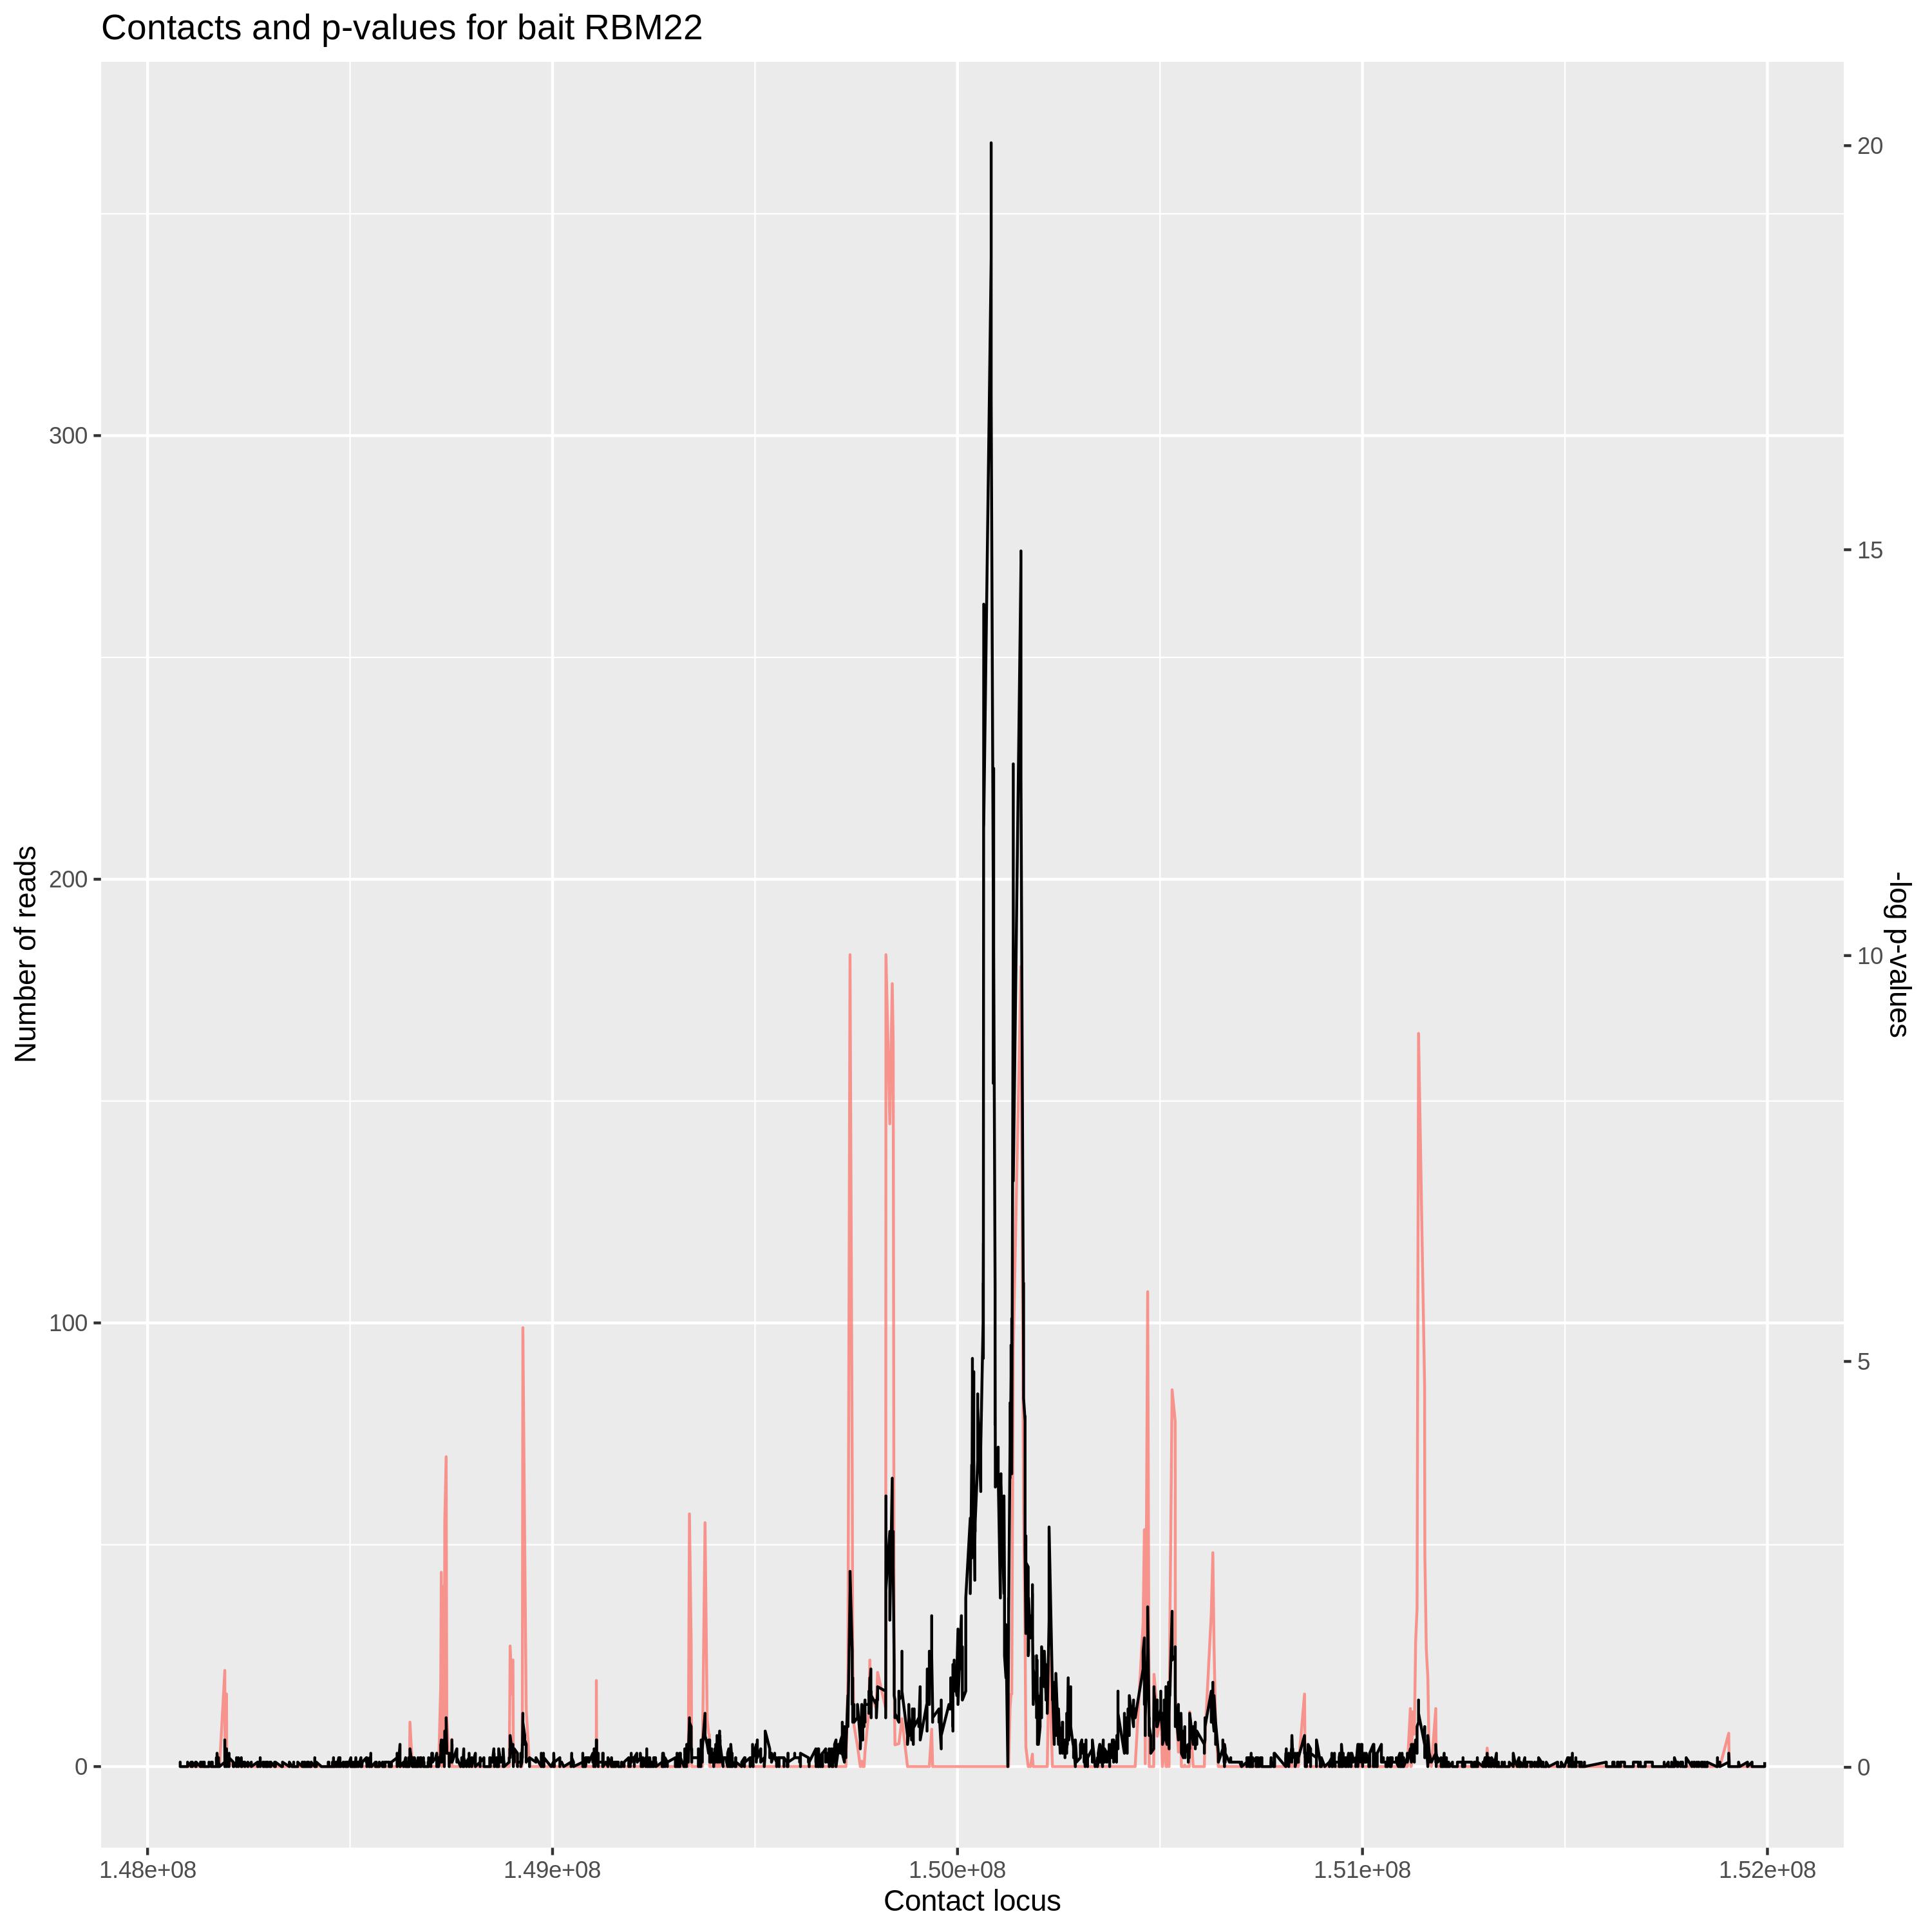 Contacts and p-values for bait RBM22
300
200
100
0
Number of reads
20
15
10
5
0
-log p-values
1.48e+08
1.49e+08
1.50e+08
1.51e+08
1.52e+08
Contact locus